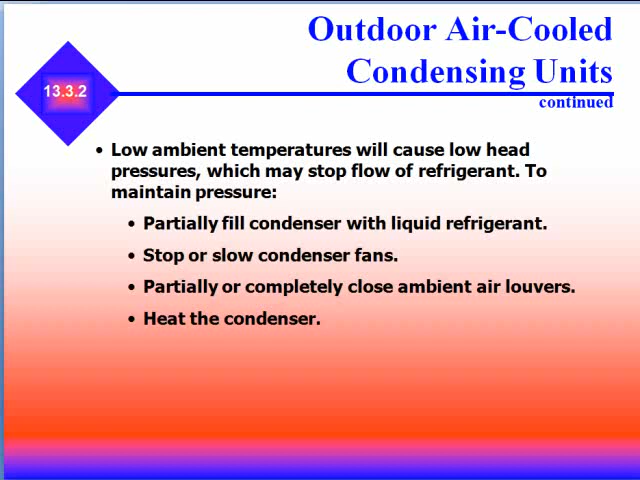 Outdoor Air-Cooled
Condensing Units
13.3.2
continued
• Low ambient temperatures will cause low head
pressures, which may stop flow of refrigerant. To
maintain pressure:
• Partially fill condenser with liquid refrigerant.
• Stop or slow condenser fans.
• Partially or completely close ambient air louvers.
• Heat the condenser.